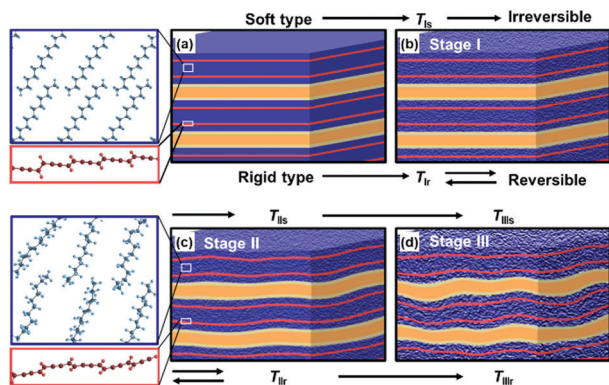 Soft type T_Is Irreversible
(a)
(b) Stage I
Rigid type T_Ir Reversible
T_IIs T_IIIs
(c) Stage II
(d) Stage III
T_IIr T_IIIr